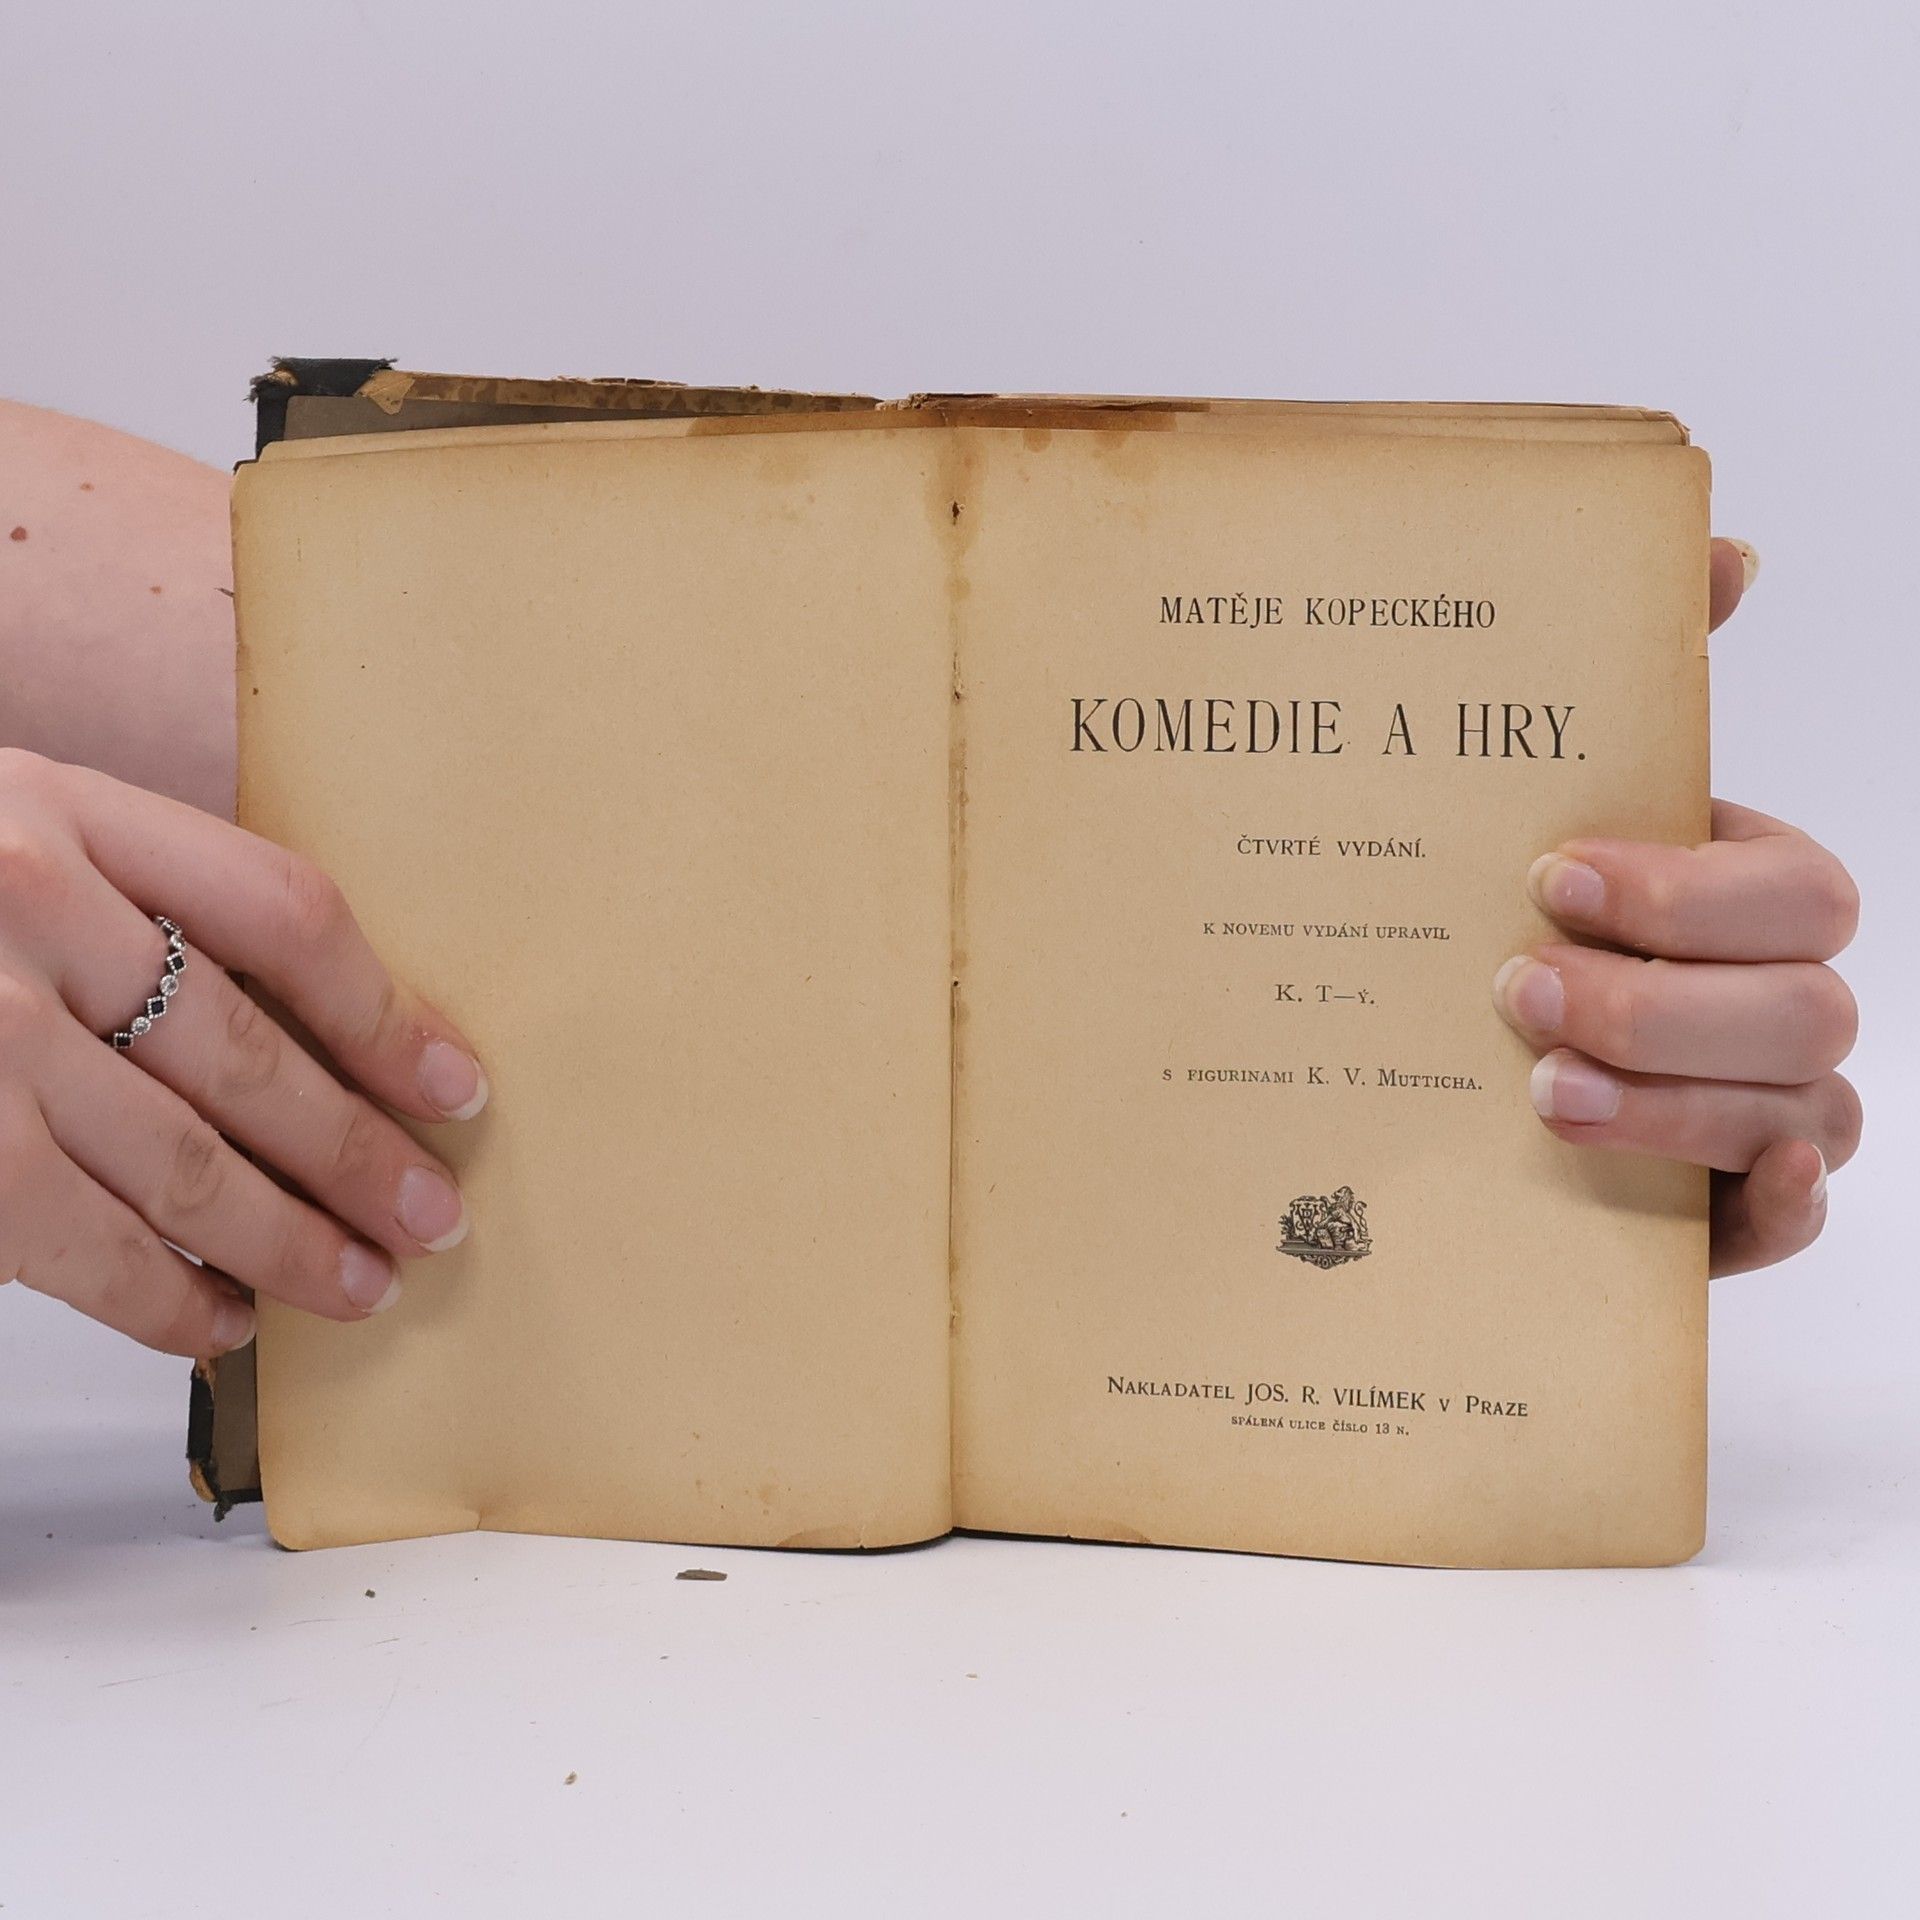 MATĚJE KOPECKÉHO
KOMEDIE A HRY.
ČTVRTÉ VYDÁNÍ.
K NOVEMU VYDÁNÍ UPRAVIL
K. T—Ý.
S FIGURINAMI K. V. MUTTICHA.
NAKLADATEL JOS. R. VILÍMEK V PRAZE
SPÁLENÁ ULICE ČÍSLO 13 N.